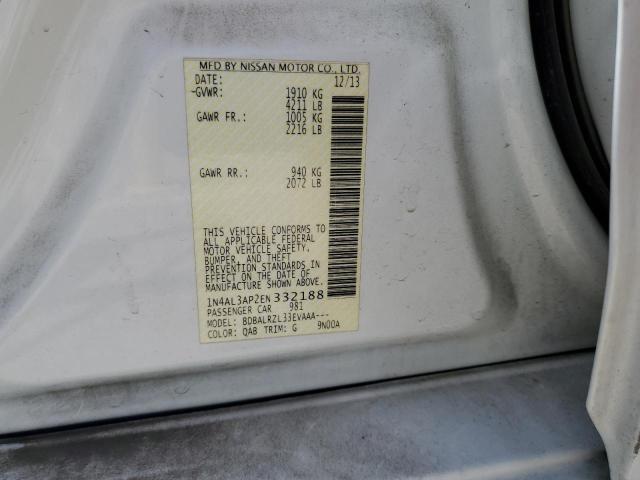 MFD BY NISSAN MOTOR CO., LTD.
DATE: 12/13
-GVWR: 1910 KG
4211 LB
GAWR FR.: 1005 KG
2216 LB
GAWR RR.: 940 KG
2072 LB
THIS VEHICLE CONFORMS TO
ALL APPLICABLE FEDERAL
MOTOR VEHICLE SAFETY,
BUMPER, AND THEFT
PREVENTION STANDARDS IN
EFFECT ON THE DATE OF
MANUFACTURE SHOWN ABOVE.
1N4AL3AP2EN332188
PASSENGER CAR 981
MODEL: BDBALRZL33EVAAA---
COLOR: QAB TRIM: G 9N00A